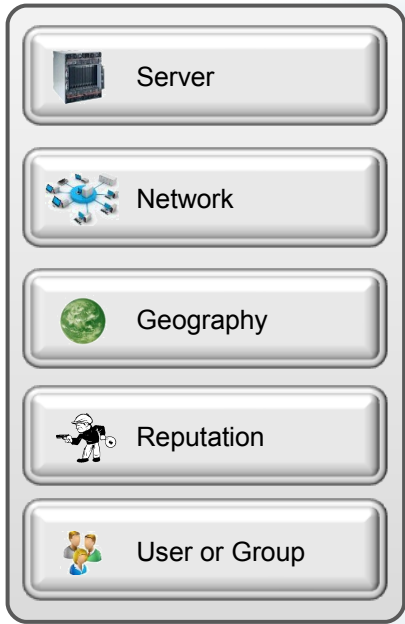 Server
Network
Geography
Reputation
User or Group